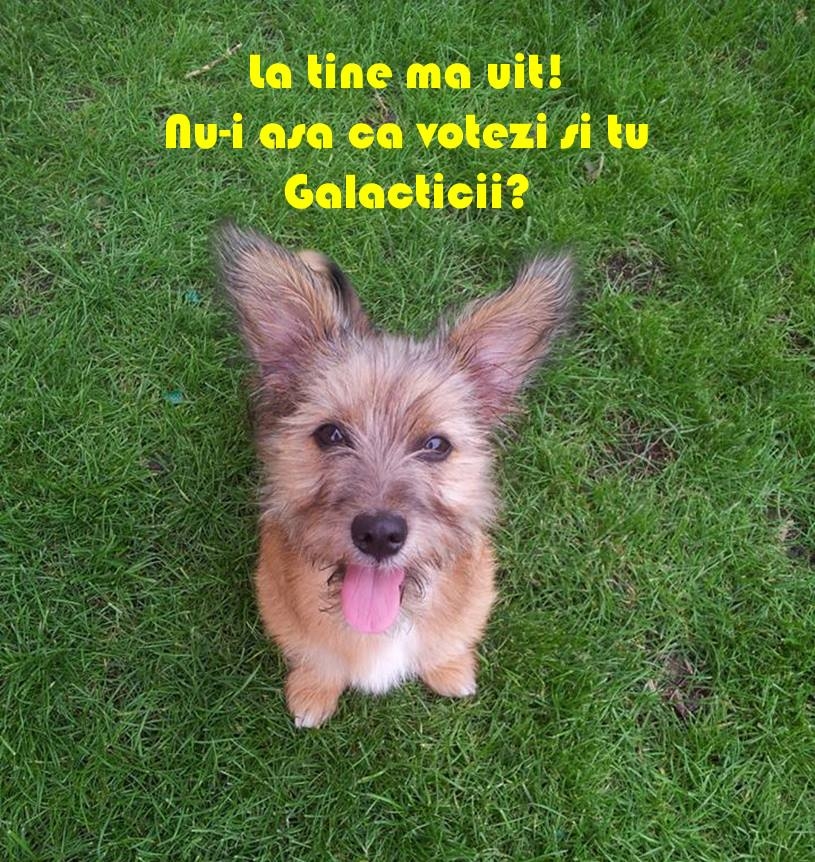 La tine ma uit!
Nu-i asa ca votezi si tu
Galacticii?